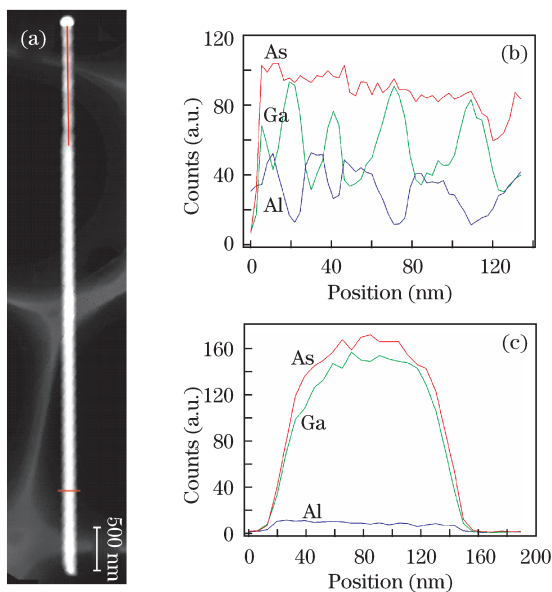 (a)
500 nm
(b)
120
80
40
0
Counts (a.u.)
As
Ga
Al
0 40 80 120
Position (nm)
(c)
160
120
80
40
0
Counts (a.u.)
As
Ga
Al
0 40 80 120 160 200
Position (nm)